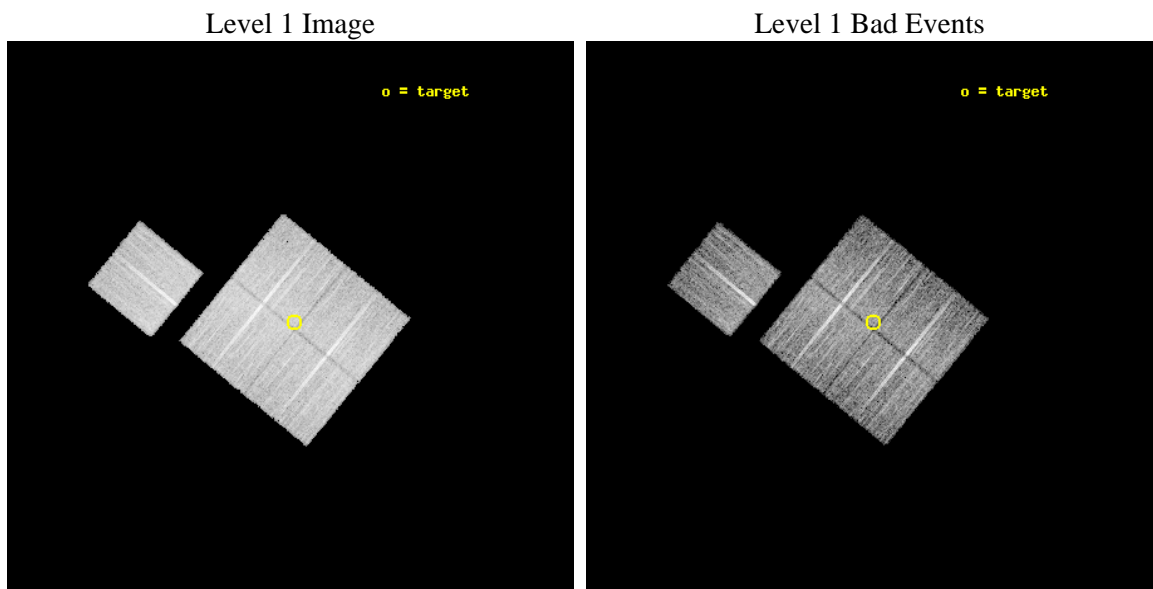 Level 1 Image
Level 1 Bad Events
o = target
o = target